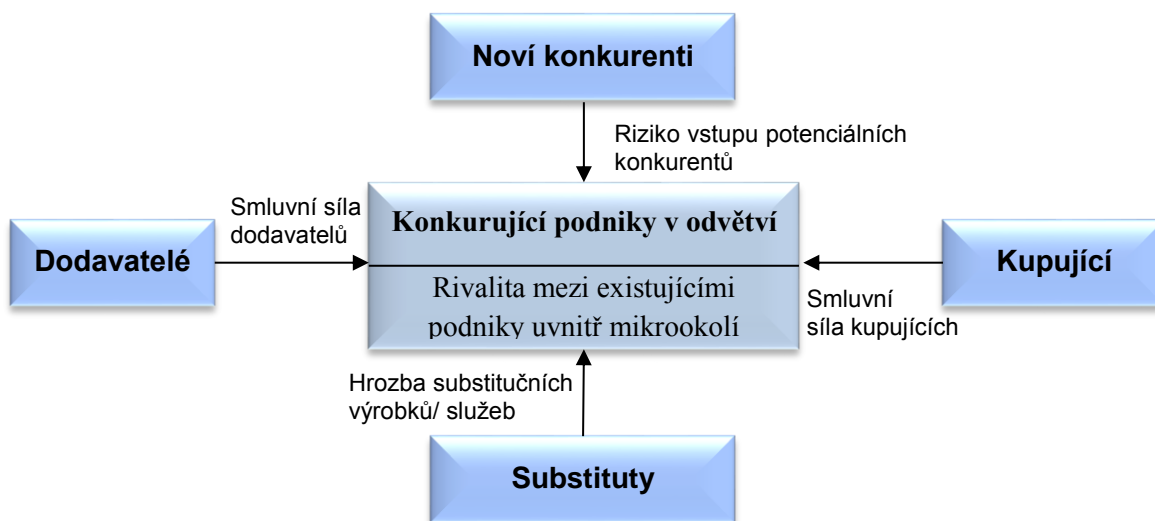 Noví konkurenti
Riziko vstupu potenciálních
konkurentů
Smluvní síla
dodavatelů
Dodavatelé
Konkurující podniky v odvětví
Rivalita mezi existujícími
podniky uvnitř mikrookolí
Kupující
Smluvní
síla kupujících
Hrozba substitučních
výrobků/ služeb
Substituty